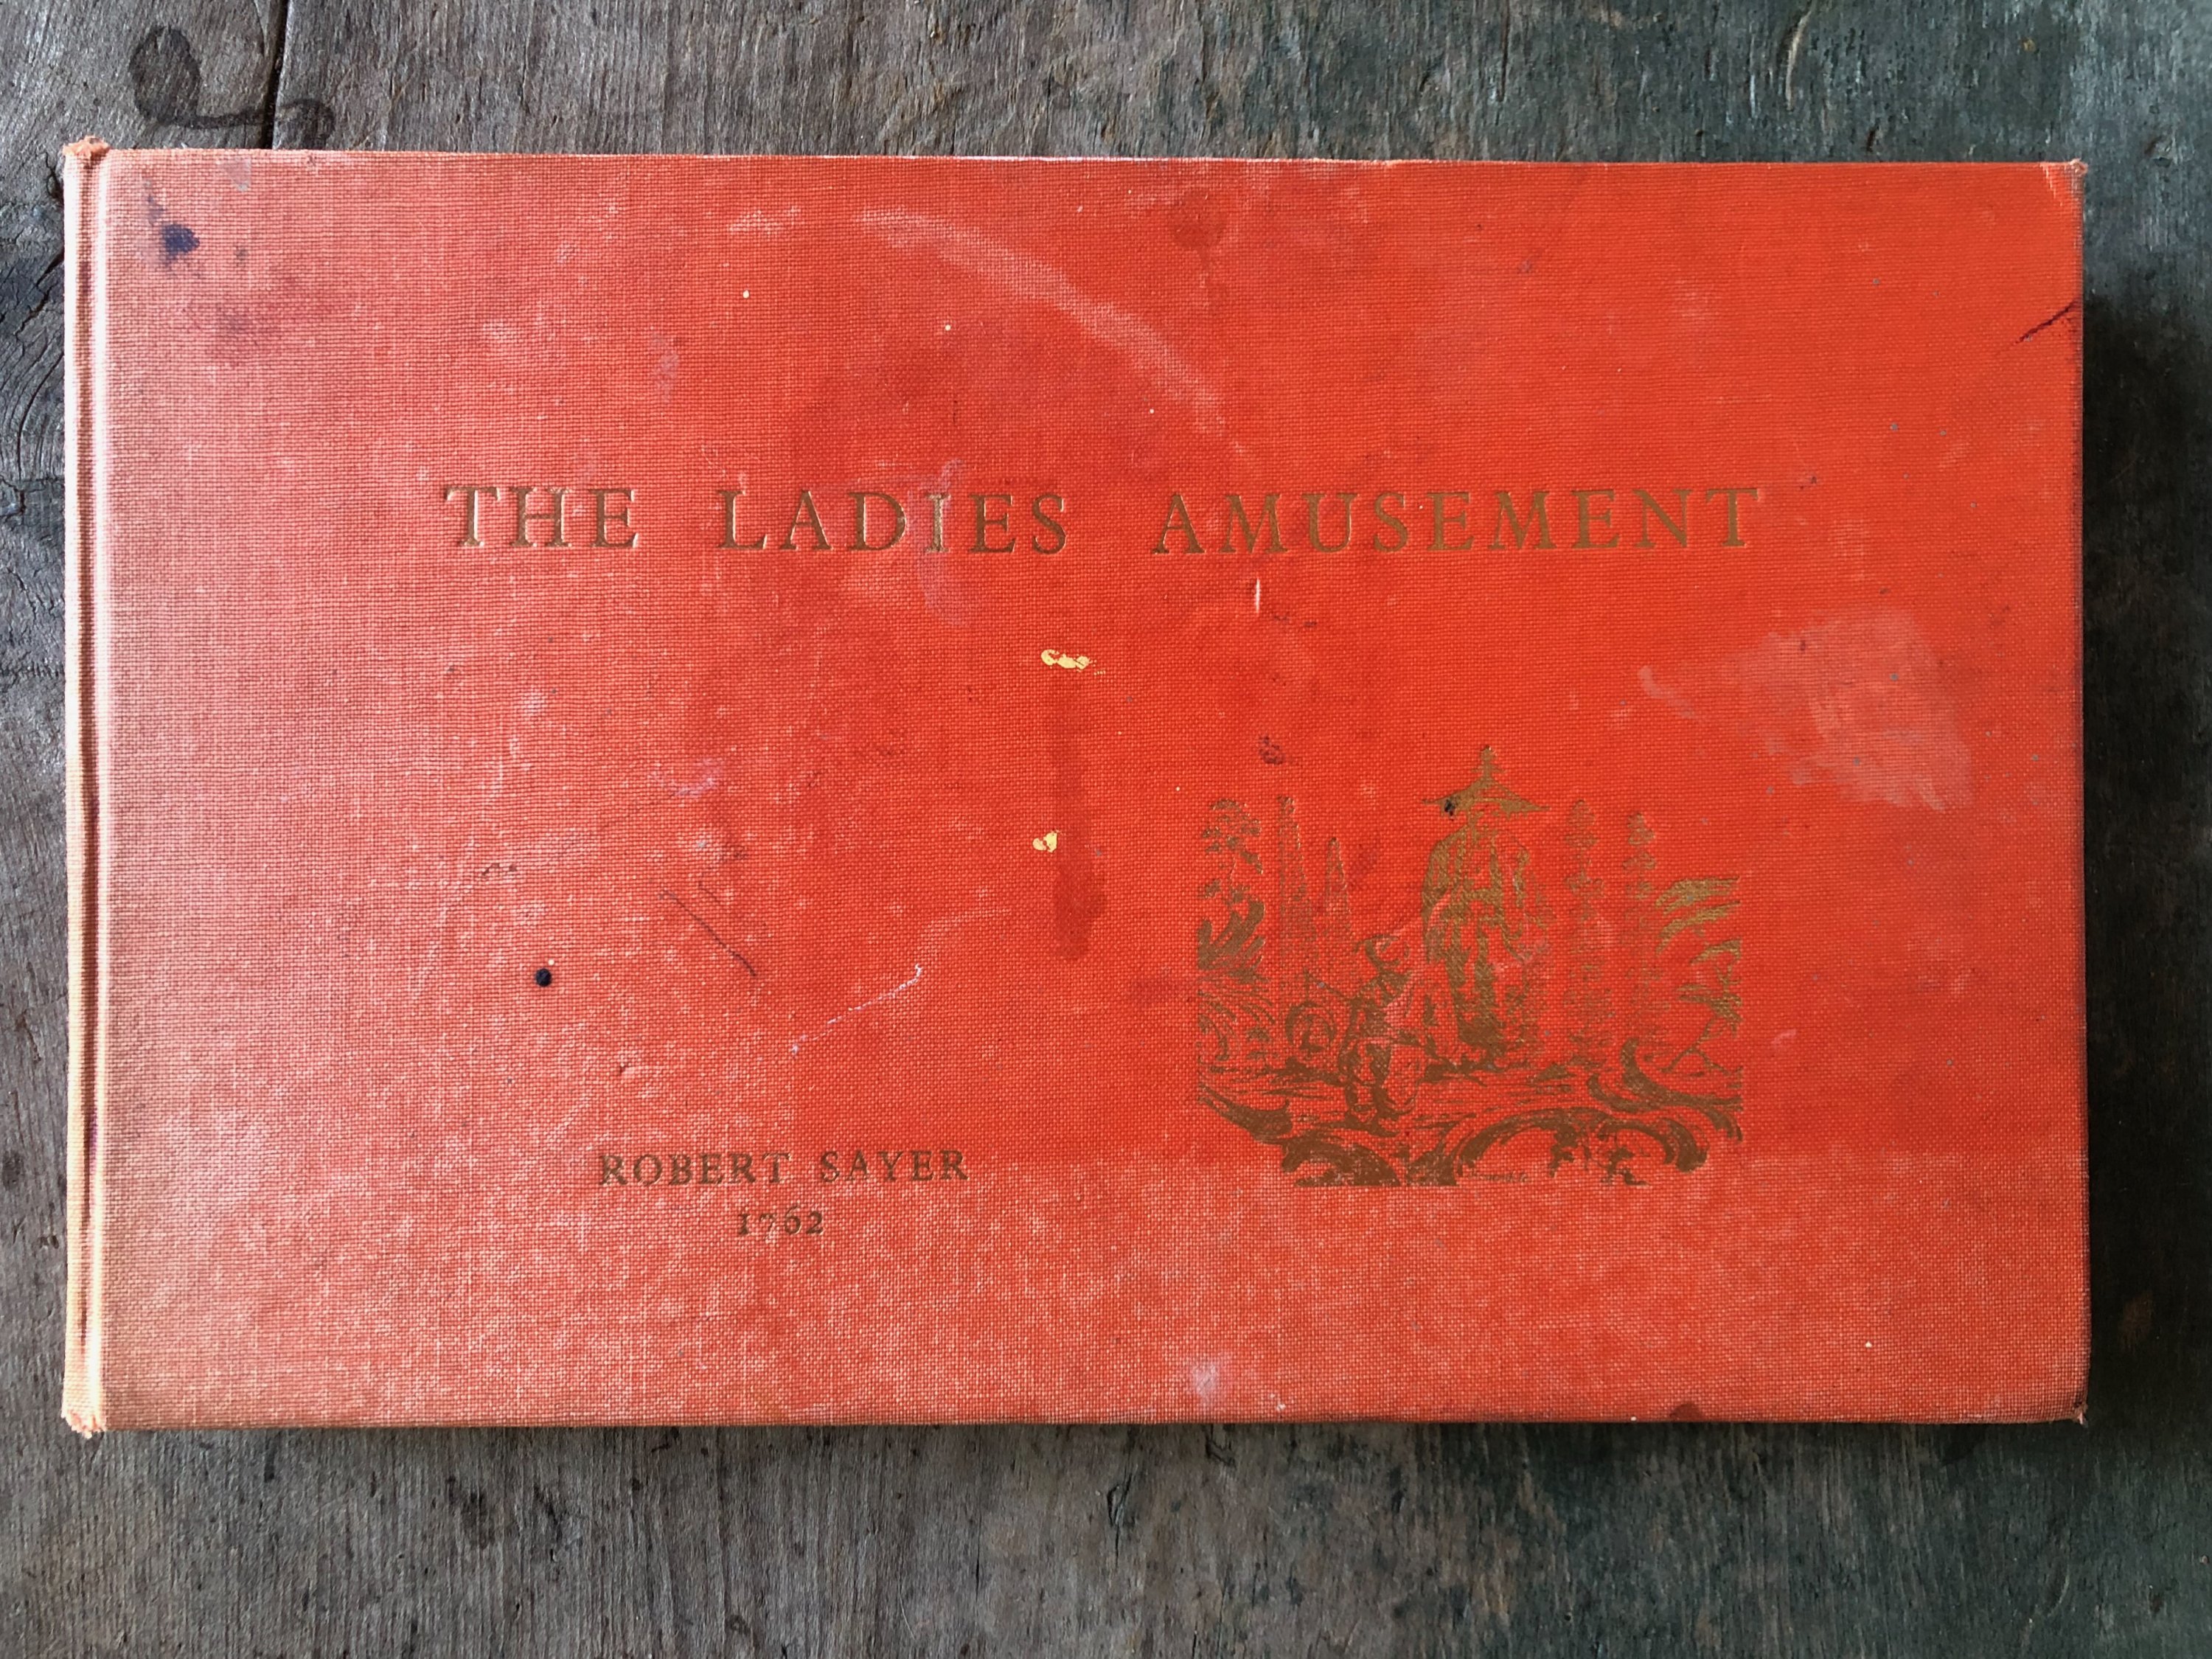 THE LADIES AMUSEMENT
ROBERT SAYER
1762